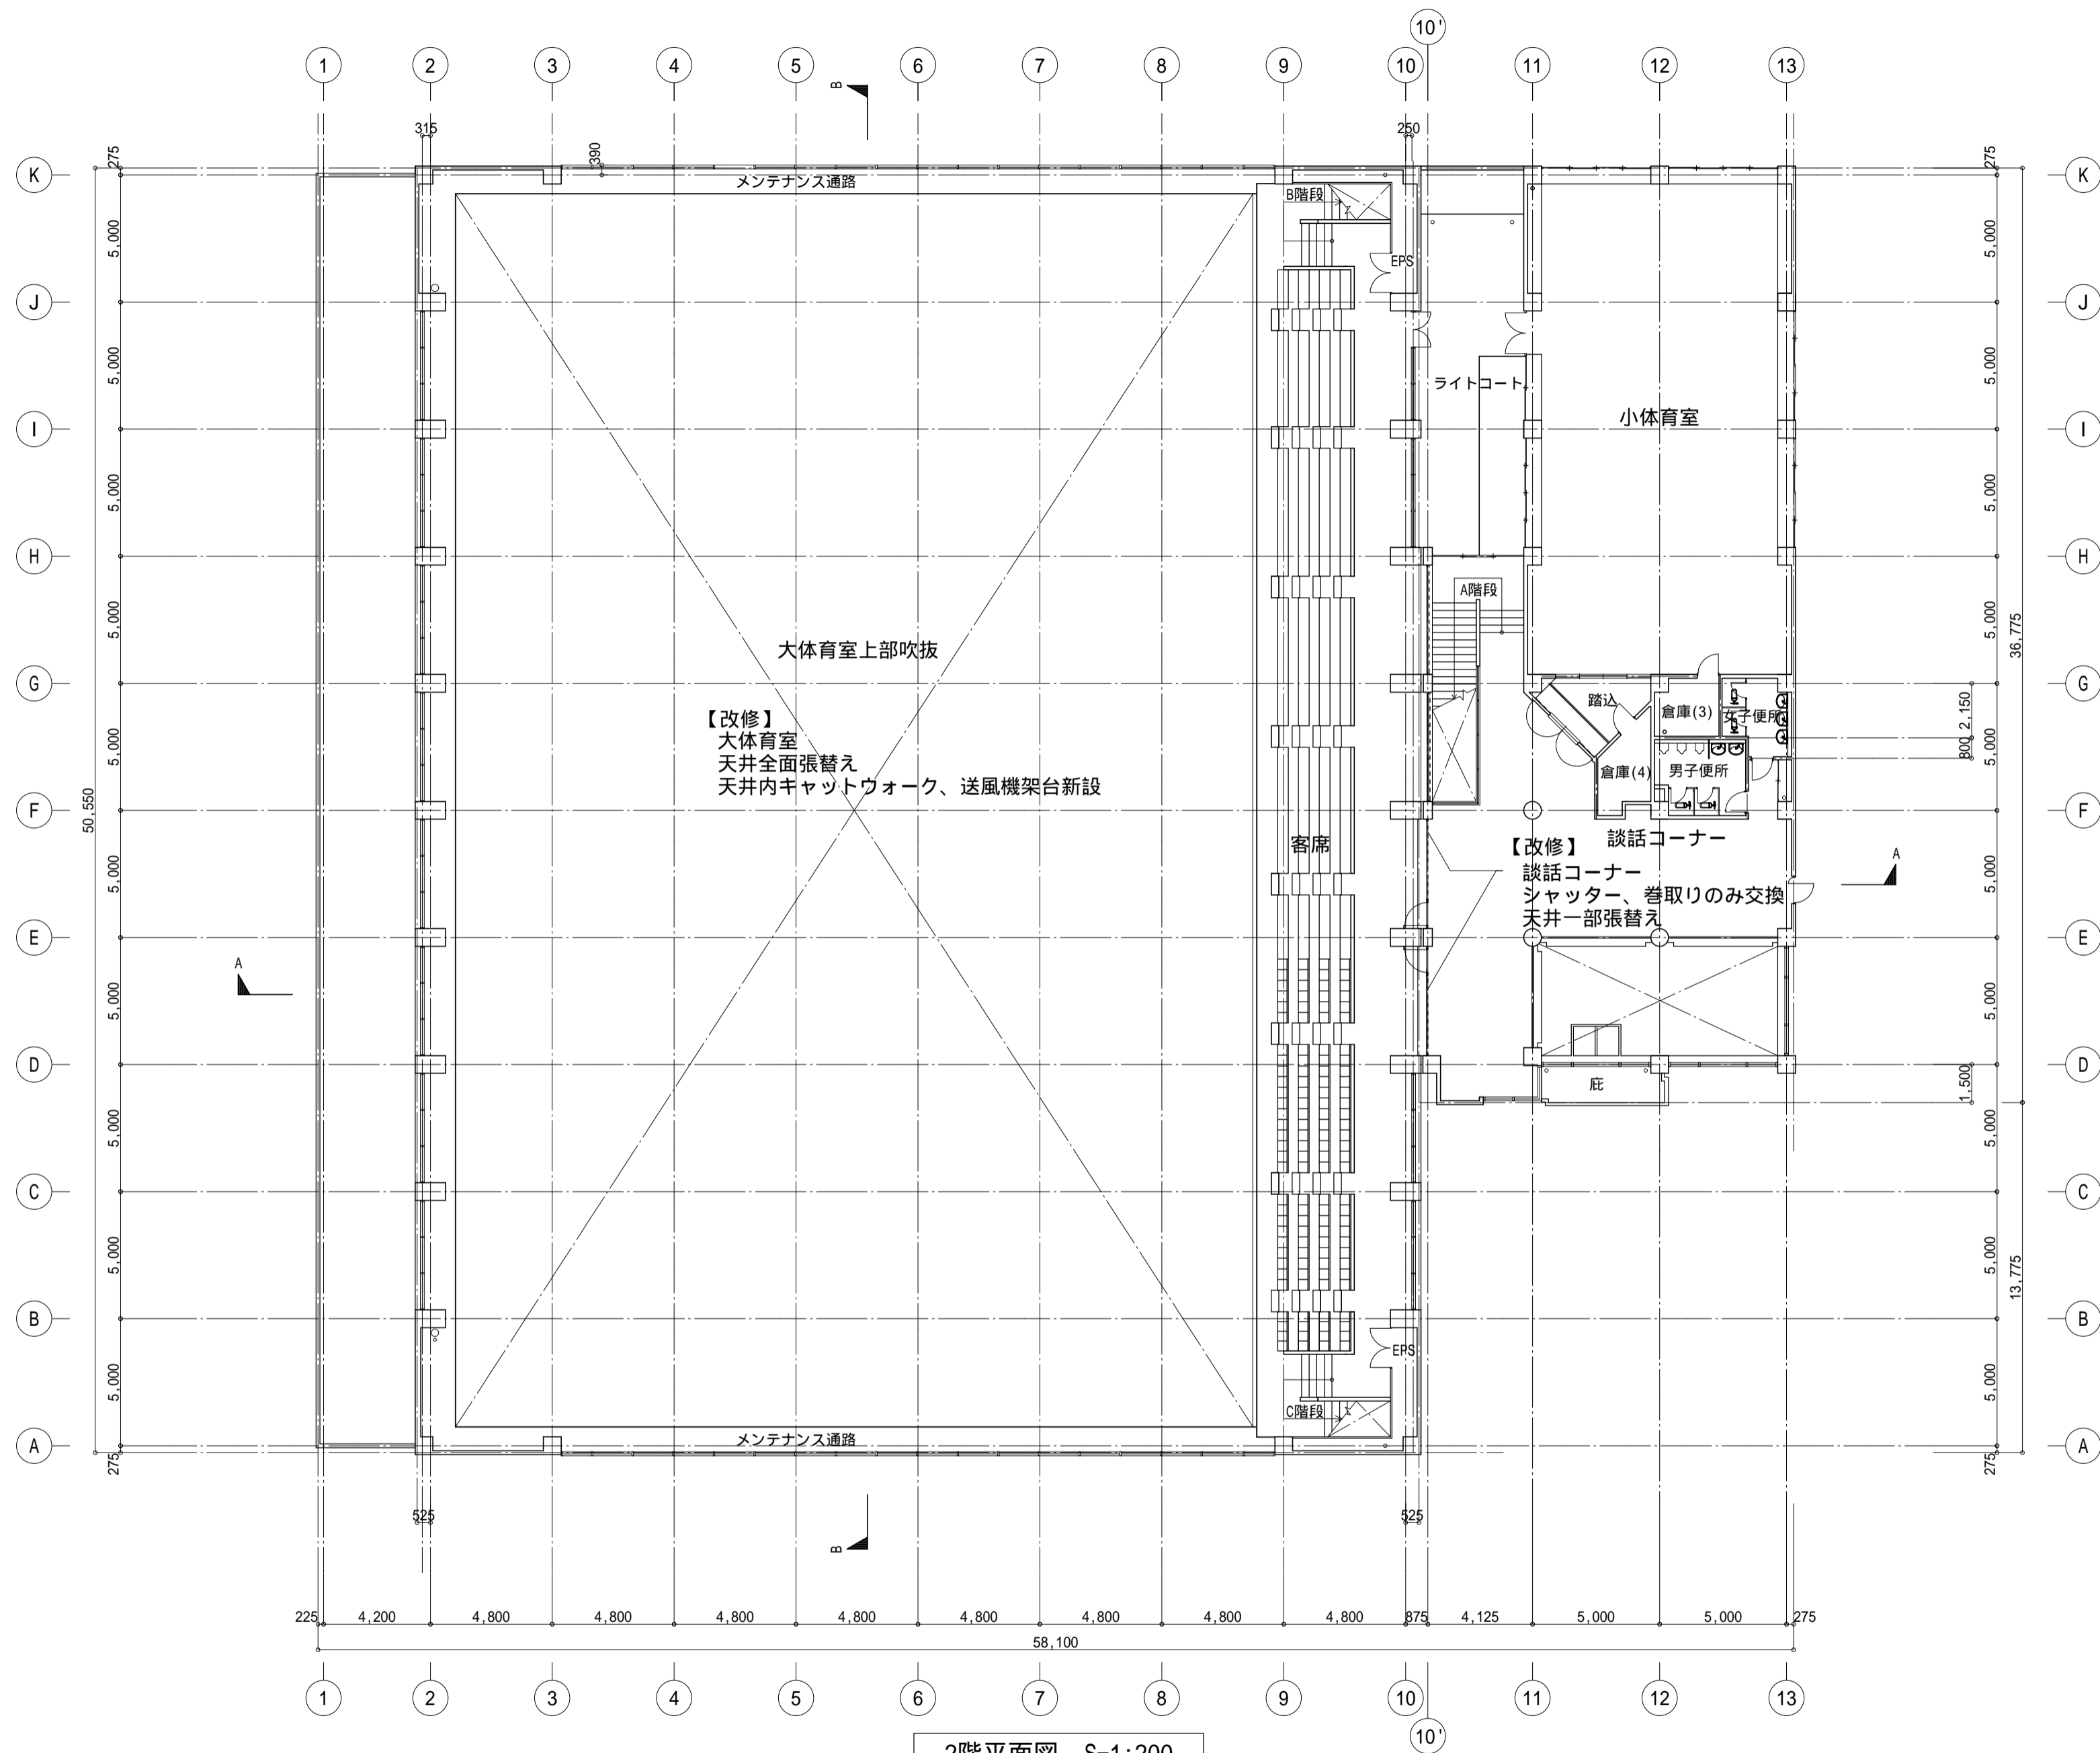 10'
1 2 3 4 5 6 7 8 9 10 11 12 13
B
315
250
390
275
275
K
K
メンテナンス通路
B階段
5,000
5,000
EPS
J
J
5,000
5,000
ライトコート
小体育室
I
I
5,000
5,000
H
H
A階段
5,000
5,000
36,775
大体育室上部吹抜
G
G
踏込
倉庫(3)
女子便所
2,150
800
【改修】
大体育室
天井全面張替え
天井内キャットウォーク、送風機架台新設
5,000
5,000
倉庫(4)
男子便所
50,550
F
F
客席
談話コーナー
【改修】
談話コーナー
シャッター、巻取りのみ交換
天井一部張替え
A
5,000
5,000
E
E
A
5,000
5,000
D
D
庇
1,500
5,000
5,000
C
C
5,000
5,000
13,775
B
B
EPS
5,000
5,000
C階段
メンテナンス通路
A
A
275
275
525
525
B
225 4,200 4,800 4,800 4,800 4,800 4,800 4,800 4,800 4,800 875 4,125 5,000 5,000 275
58,100
1 2 3 4 5 6 7 8 9 10 11 12 13
10'
2階平面図 S=1:200